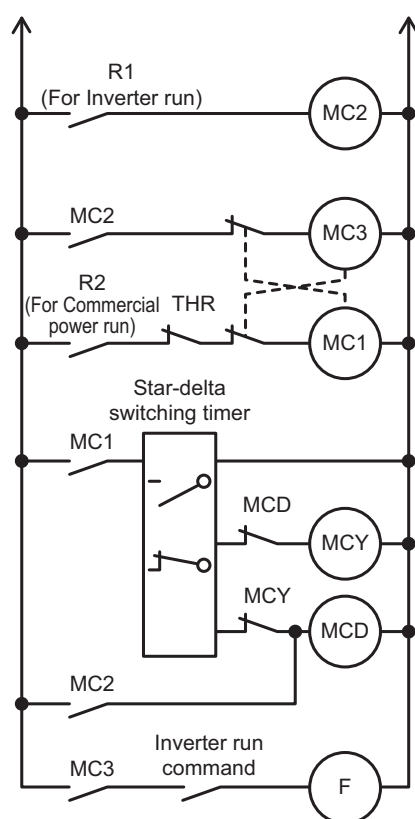 R1
(For Inverter run)
MC2
MC2
MC3
R2
(For Commercial
power run)
THR
MC1
Star-delta
switching timer
MC1
MCD
MCY
MCY
MCD
MC2
Inverter run
command
MC3
F